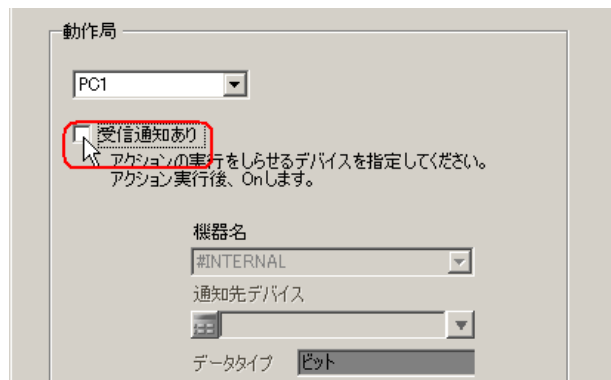 動作局
PC1
受信通知あり
アクションの実行をしらせるデバイスを指定してください。
アクション実行後、Onします。
機器名
#INTERNAL
通知先デバイス
データタイプ ビット